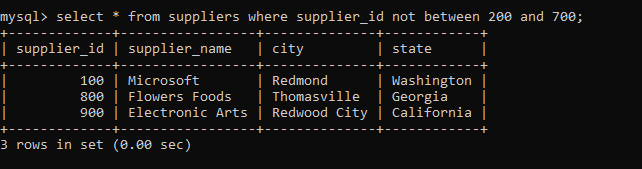 mysql> select * from suppliers where supplier_id not between 200 and 700;
+-------------+-----------------+--------------+------------+
| supplier_id | supplier_name   | city         | state      |
+-------------+-----------------+--------------+------------+
|         100 | Microsoft       | Redmond      | Washington |
|         800 | Flowers Foods   | Thomasville  | Georgia    |
|         900 | Electronic Arts | Redwood City | California |
+-------------+-----------------+--------------+------------+
3 rows in set (0.00 sec)